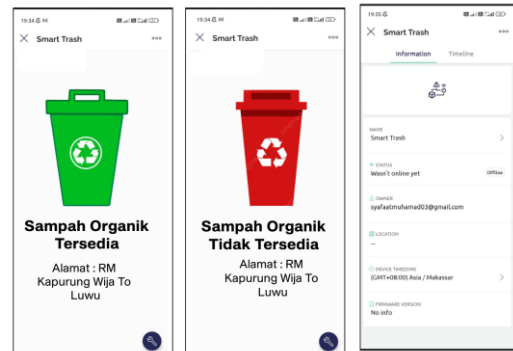 19:34
Smart Trash
Sampah Organik
Tersedia
Alamat : RM
Kapurung Wija To
Luwu
19:34
Smart Trash
Sampah Organik
Tidak Tersedia
Alamat : RM
Kapurung Wija To
Luwu
19:35
Smart Trash
Information Timeline
NAME
Smart Trash
STATUS
Wasn't online yet Offline
OWNER
syafaatmuhamad03@gmail.com
LOCATION
--
DEVICE TIMEZONE
(GMT+08:00) Asia / Makassar
FIRMWARE VERSION
No info